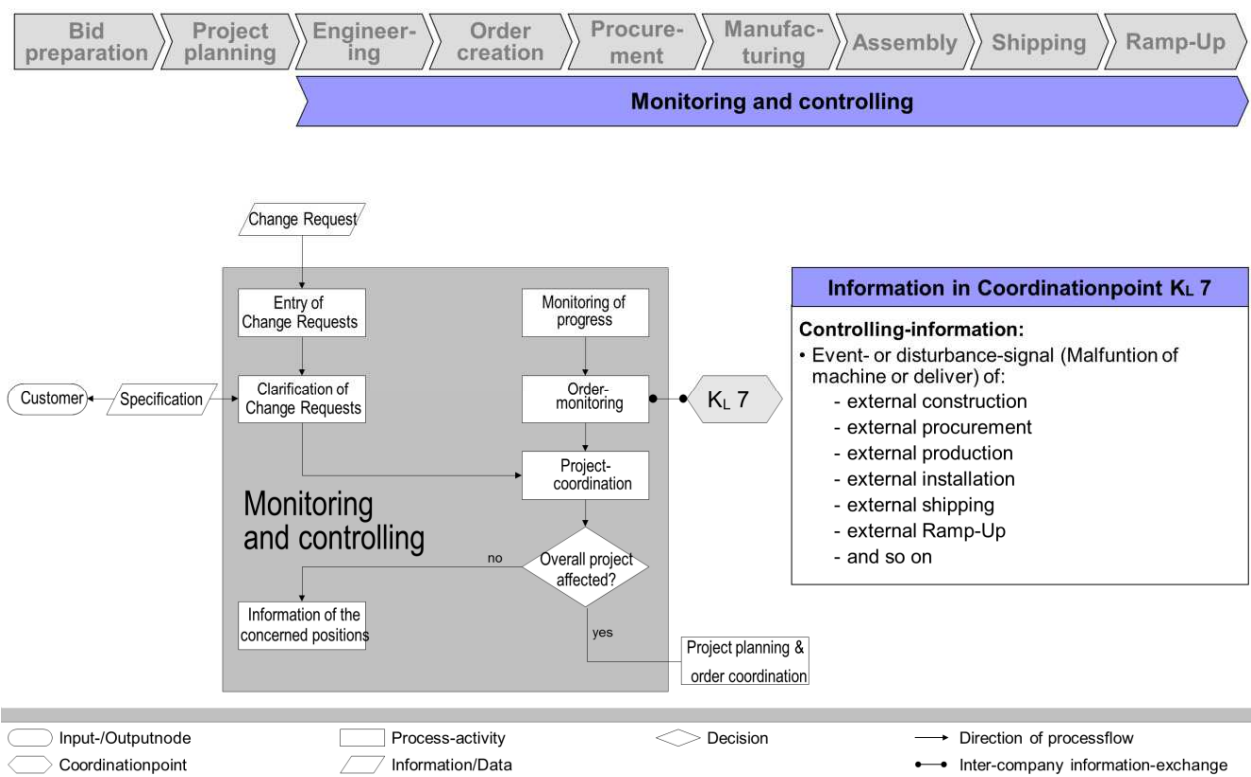 Bid
preparation
Project
planning
Engineer-
ing
Order
creation
Procure-
ment
Manufac-
turing
Assembly
Shipping
Ramp-Up
Monitoring and controlling
Change Request
Entry of
Change Requests
Monitoring of
progress
Customer
Specification
Clarification of
Change Requests
Order-
monitoring
KL 7
Project-
coordination
Monitoring
and controlling
no
Overall project
affected?
Information of the
concerned positions
yes
Project planning &
order coordination
Information in Coordinationpoint KL 7
Controlling-information:
• Event- or disturbance-signal (Malfuntion of
machine or deliver) of:
- external construction
- external procurement
- external production
- external installation
- external shipping
- external Ramp-Up
- and so on
Input-/Outputnode
Process-activity
Decision
Direction of processflow
Coordinationpoint
Information/Data
Inter-company information-exchange